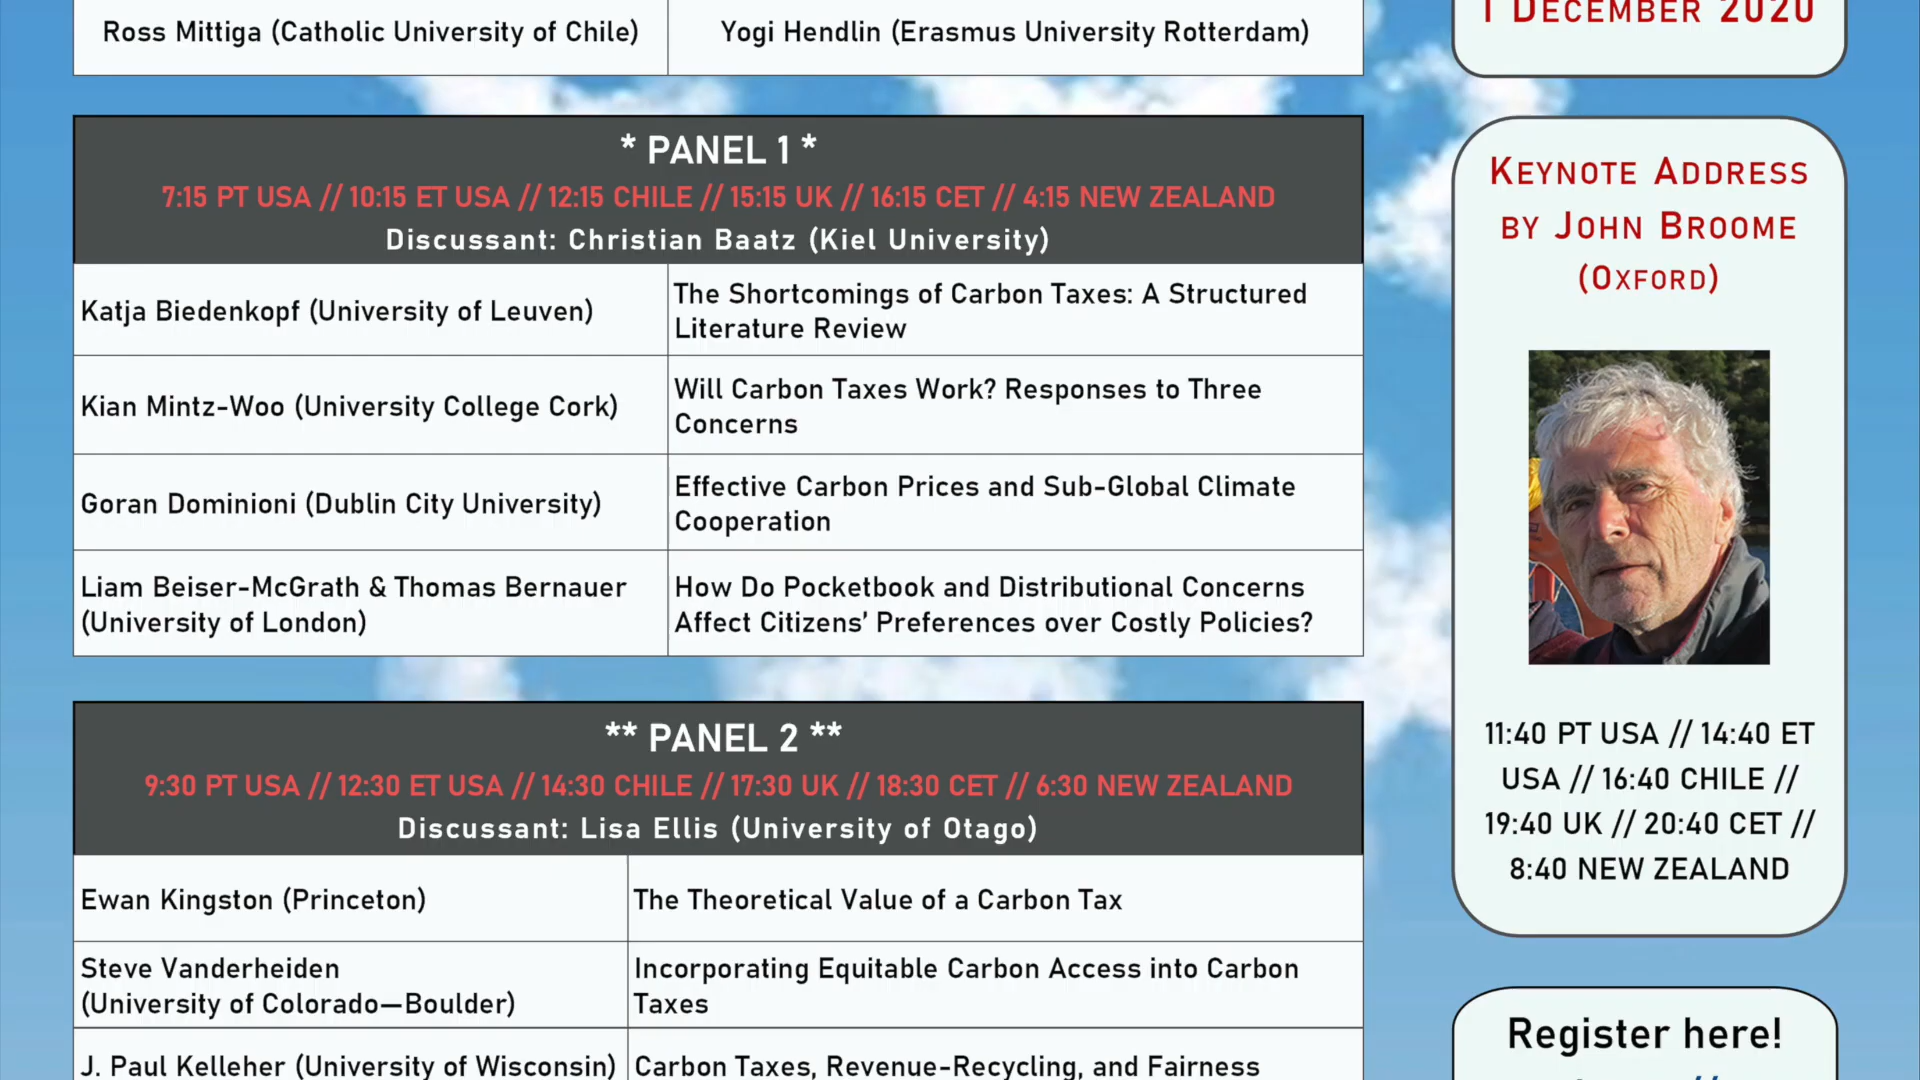 Ross Mittiga (Catholic University of Chile)
Yogi Hendlin (Erasmus University Rotterdam)
1 DECEMBER 2020
* PANEL 1 *
7:15 PT USA // 10:15 ET USA // 12:15 CHILE // 15:15 UK // 16:15 CET // 4:15 NEW ZEALAND
Discussant: Christian Baatz (Kiel University)
Katja Biedenkopf (University of Leuven)
The Shortcomings of Carbon Taxes: A Structured
Literature Review
Kian Mintz-Woo (University College Cork)
Will Carbon Taxes Work? Responses to Three
Concerns
Goran Dominioni (Dublin City University)
Effective Carbon Prices and Sub-Global Climate
Cooperation
Liam Beiser-McGrath & Thomas Bernauer
(University of London)
How Do Pocketbook and Distributional Concerns
Affect Citizens’ Preferences over Costly Policies?
** PANEL 2 **
9:30 PT USA // 12:30 ET USA // 14:30 CHILE // 17:30 UK // 18:30 CET // 6:30 NEW ZEALAND
Discussant: Lisa Ellis (University of Otago)
Ewan Kingston (Princeton)
The Theoretical Value of a Carbon Tax
Steve Vanderheiden
(University of Colorado—Boulder)
Incorporating Equitable Carbon Access into Carbon
Taxes
J. Paul Kelleher (University of Wisconsin)
Carbon Taxes, Revenue-Recycling, and Fairness
KEYNOTE ADDRESS
BY JOHN BROOME
(OXFORD)
11:40 PT USA // 14:40 ET
USA // 16:40 CHILE //
19:40 UK // 20:40 CET //
8:40 NEW ZEALAND
Register here!